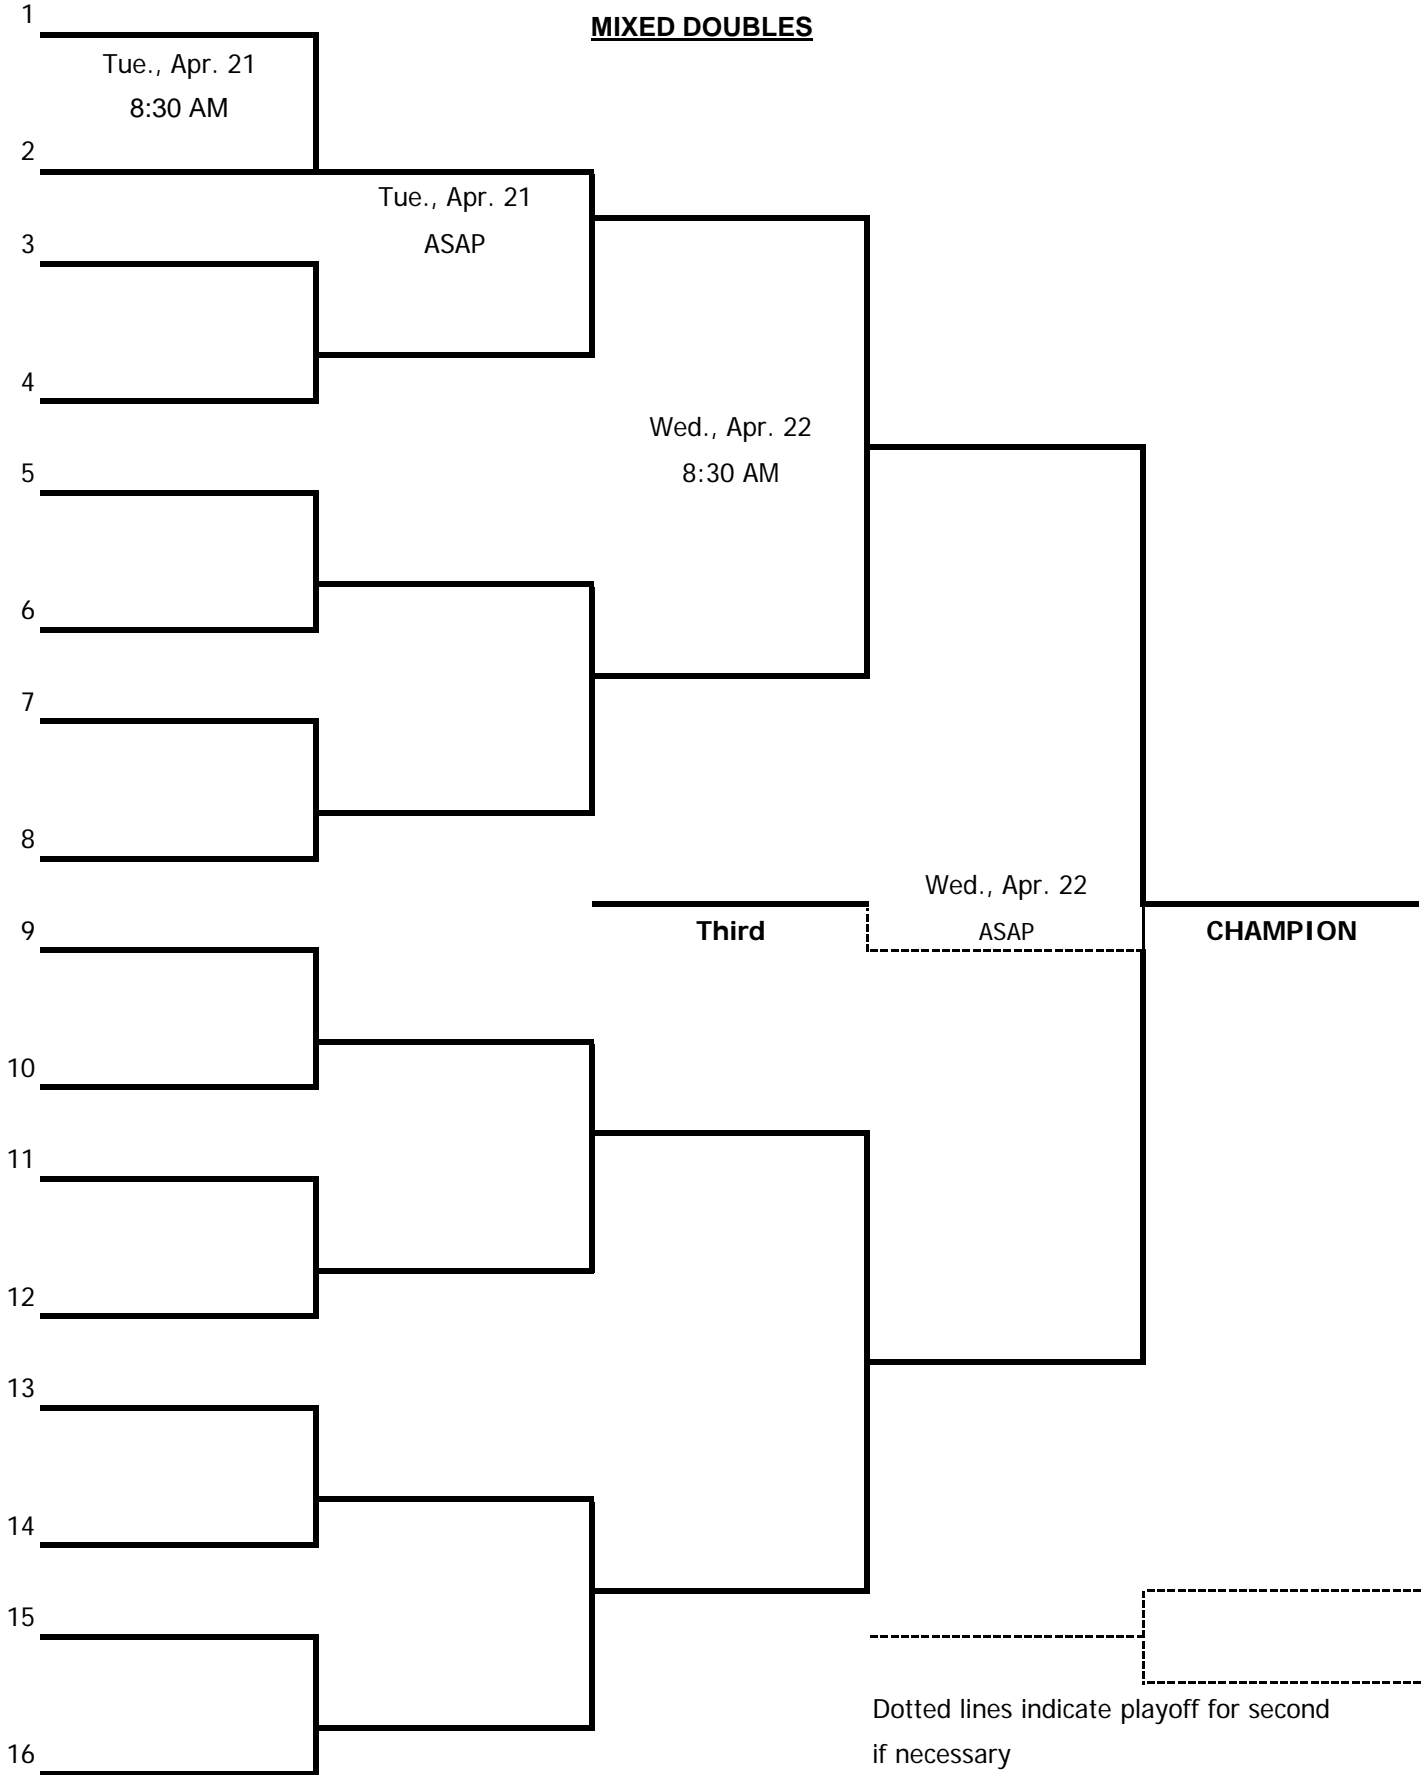 MIXED DOUBLES
1
Tue., Apr. 21
8:30 AM
2
Tue., Apr. 21
ASAP
3
4
Wed., Apr. 22
8:30 AM
5
6
7
8
Wed., Apr. 22
9
Third
ASAP
CHAMPION
10
11
12
13
14
15
Dotted lines indicate playoff for second
if necessary
16